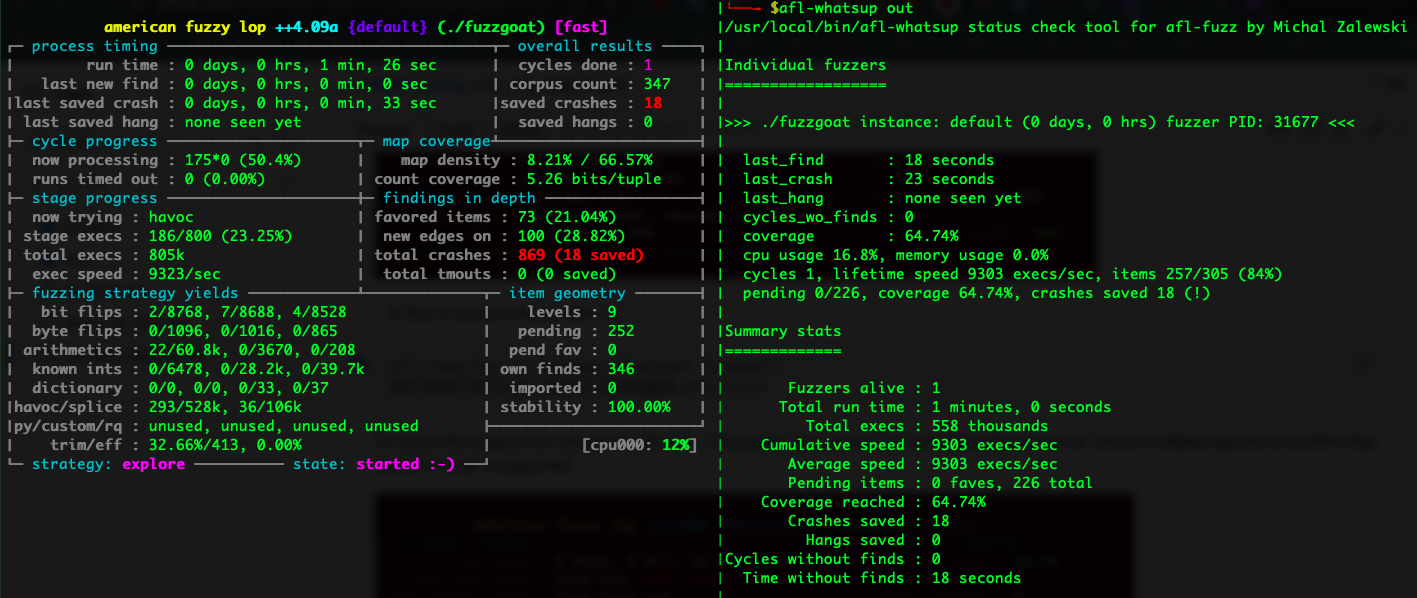 american fuzzy lop ++4.09a {default} (./fuzzgoat) [fast]
process timing
overall results
run time : 0 days, 0 hrs, 1 min, 26 sec
cycles done : 1
last new find : 0 days, 0 hrs, 0 min, 0 sec
corpus count : 347
last saved crash : 0 days, 0 hrs, 0 min, 33 sec
saved crashes : 18
last saved hang : none seen yet
saved hangs : 0
cycle progress
map coverage
now processing : 175*0 (50.4%)
map density : 8.21% / 66.57%
runs timed out : 0 (0.00%)
count coverage : 5.26 bits/tuple
stage progress
findings in depth
now trying : havoc
favored items : 73 (21.04%)
stage execs : 186/800 (23.25%)
new edges on : 100 (28.82%)
total execs : 805k
total crashes : 869 (18 saved)
exec speed : 9323/sec
total tmouts : 0 (0 saved)
fuzzing strategy yields
item geometry
bit flips : 2/8768, 7/8688, 4/8528
levels : 9
byte flips : 0/1096, 0/1016, 0/865
pending : 252
arithmetics : 22/60.8k, 0/3670, 0/208
pend fav : 0
known ints : 0/6478, 0/28.2k, 0/39.7k
own finds : 346
dictionary : 0/0, 0/0, 0/33, 0/37
imported : 0
havoc/splice : 293/528k, 36/106k
stability : 100.00%
py/custom/rq : unused, unused, unused, unused
trim/eff : 32.66%/413, 0.00%
[cpu000: 12%]
strategy: explore
state: started :-)
$afl-whatsup out
/usr/local/bin/afl-whatsup status check tool for afl-fuzz by Michal Zalewski
Individual fuzzers
==================
>>> ./fuzzgoat instance: default (0 days, 0 hrs) fuzzer PID: 31677 <<<
last_find : 18 seconds
last_crash : 23 seconds
last_hang : none seen yet
cycles_wo_finds : 0
coverage : 64.74%
cpu usage 16.8%, memory usage 0.0%
cycles 1, lifetime speed 9303 execs/sec, items 257/305 (84%)
pending 0/226, coverage 64.74%, crashes saved 18 (!)
Summary stats
=============
Fuzzers alive : 1
Total run time : 1 minutes, 0 seconds
Total execs : 558 thousands
Cumulative speed : 9303 execs/sec
Average speed : 9303 execs/sec
Pending items : 0 faves, 226 total
Coverage reached : 64.74%
Crashes saved : 18
Hangs saved : 0
Cycles without finds : 0
Time without finds : 18 seconds